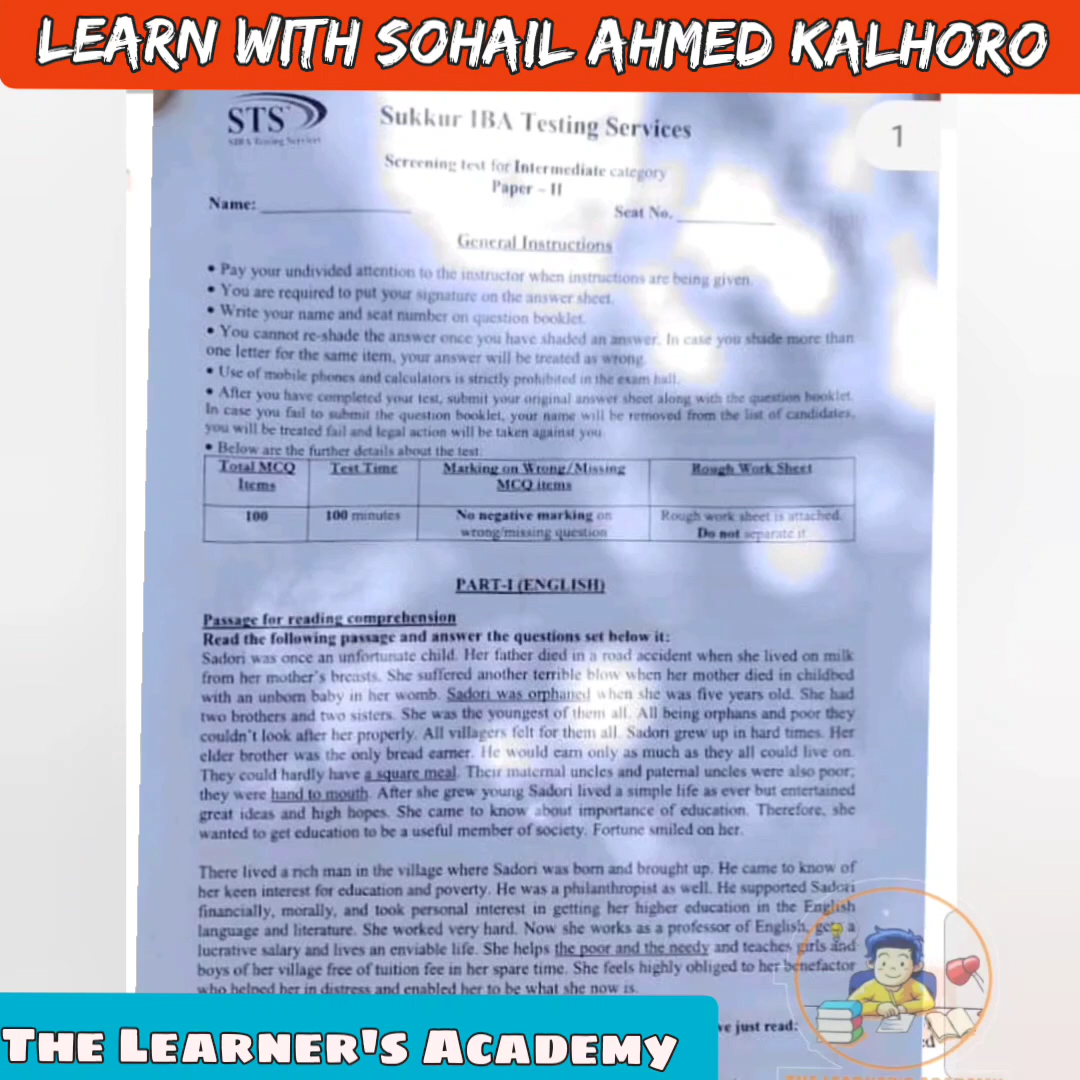 LEARN WITH SOHAIL AHMED KALHORO
STS
SIBA Testing Services
Sukkur IBA Testing Services
1
Screening test for Intermediate category
Paper – II
Name:
Seat No.
General Instructions
• Pay your undivided attention to the instructor when instructions are being given.
• You are required to put your signature on the answer sheet.
• Write your name and seat number on question booklet.
• You cannot re-shade the answer once you have shaded an answer. In case you shade more than
one letter for the same item, your answer will be treated as wrong.
• Use of mobile phones and calculators is strictly prohibited in the exam hall.
• After you have completed your test, submit your original answer sheet along with the question booklet.
In case you fail to submit the question booklet, your name will be removed from the list of candidates,
you will be treated fail and legal action will be taken against you.
• Below are the further details about the test:
Total MCQ Items
Test Time
Marking on Wrong/Missing MCQ items
Rough Work Sheet
100
100 minutes
No negative marking on wrong/missing question
Rough work sheet is attached. Do not separate it
PART-I (ENGLISH)
Passage for reading comprehension
Read the following passage and answer the questions set below it:
Sadori was once an unfortunate child. Her father died in a road accident when she lived on milk
from her mother's breasts. She suffered another terrible blow when her mother died in childbed
with an unborn baby in her womb. Sadori was orphaned when she was five years old. She had
two brothers and two sisters. She was the youngest of them all. All being orphans and poor they
couldn't look after her properly. All villagers felt for them all. Sadori grew up in hard times. Her
elder brother was the only bread earner. He would earn only as much as they all could live on.
They could hardly have a square meal. Their maternal uncles and paternal uncles were also poor;
they were hand to mouth. After she grew young Sadori lived a simple life as ever but entertained
great ideas and high hopes. She came to know about importance of education. Therefore, she
wanted to get education to be a useful member of society. Fortune smiled on her.
There lived a rich man in the village where Sadori was born and brought up. He came to know of
her keen interest for education and poverty. He was a philanthropist as well. He supported Sadori
financially, morally, and took personal interest in getting her higher education in the English
language and literature. She worked very hard. Now she works as a professor of English, gets a
lucrative salary and lives an enviable life. She helps the poor and the needy and teaches girls and
boys of her village free of tuition fee in her spare time. She feels highly obliged to her benefactor
who helped her in distress and enabled her to be what she now is.
just read:
The Learner's Academy